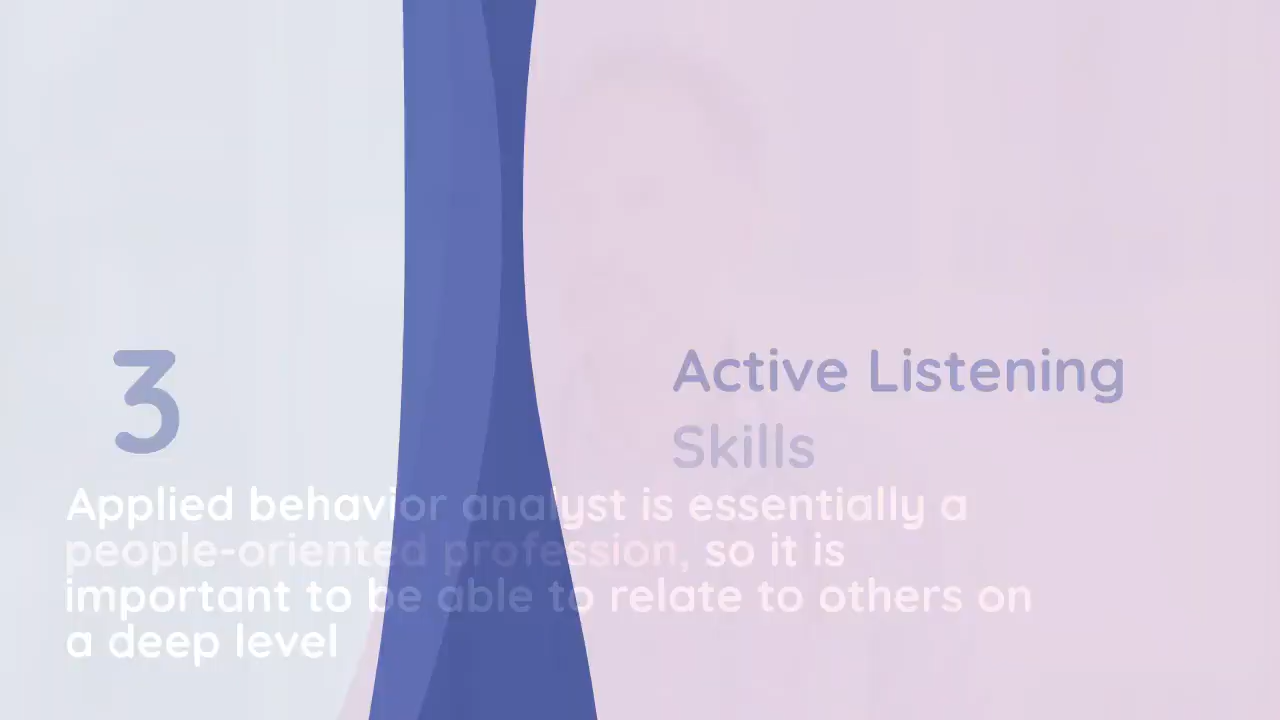 3
Active Listening
Skills
Applied behavior analyst is essentially a
people-oriented profession, so it is
important to be able to relate to others on
a deep level